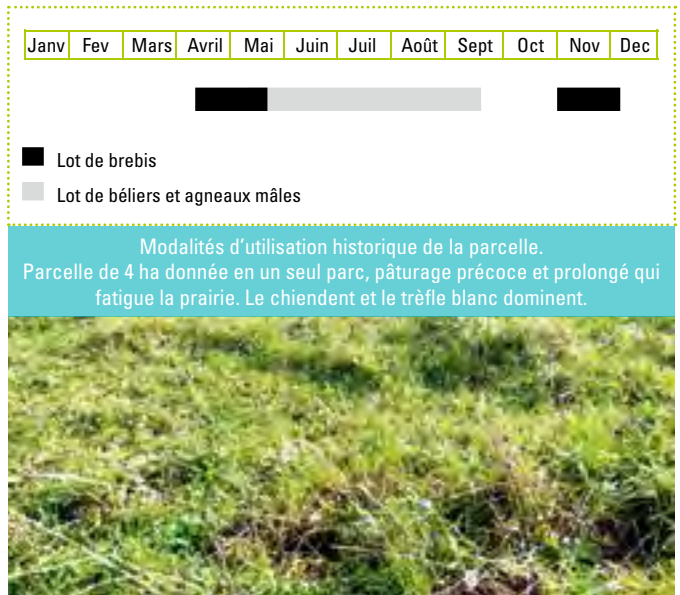 Janv Fev Mars Avril Mai Juin Juil Août Sept Oct Nov Dec
Lot de brebis
Lot de béliers et agneaux mâles
Modalités d'utilisation historique de la parcelle.
Parcelle de 4 ha donnée en un seul parc, pâturage précoce et prolongé qui
fatigue la prairie. Le chiendent et le trèfle blanc dominent.